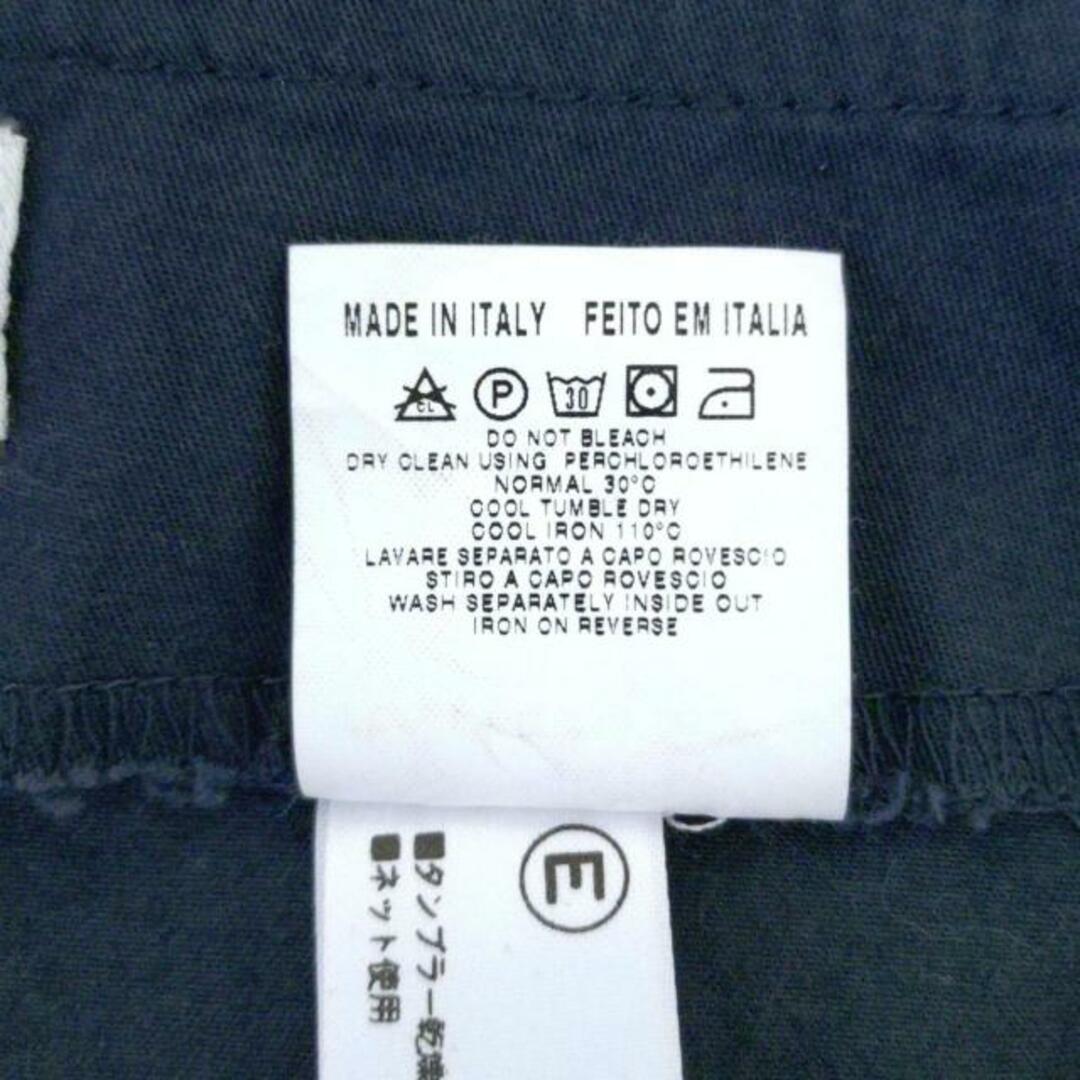 MADE IN ITALY FEITO EM ITALIA
CL P 30
DO NOT BLEACH
DRY CLEAN USING PERCHLOROETHILENE
NORMAL 30°C
COOL TUMBLE DRY
COOL IRON 110°C
LAVARE SEPARATO A CAPO ROVESCIO
STIRO A CAPO ROVESCIO
WASH SEPARATELY INSIDE OUT
IRON ON REVERSE
E
■タンブラー乾燥
■ネット使用